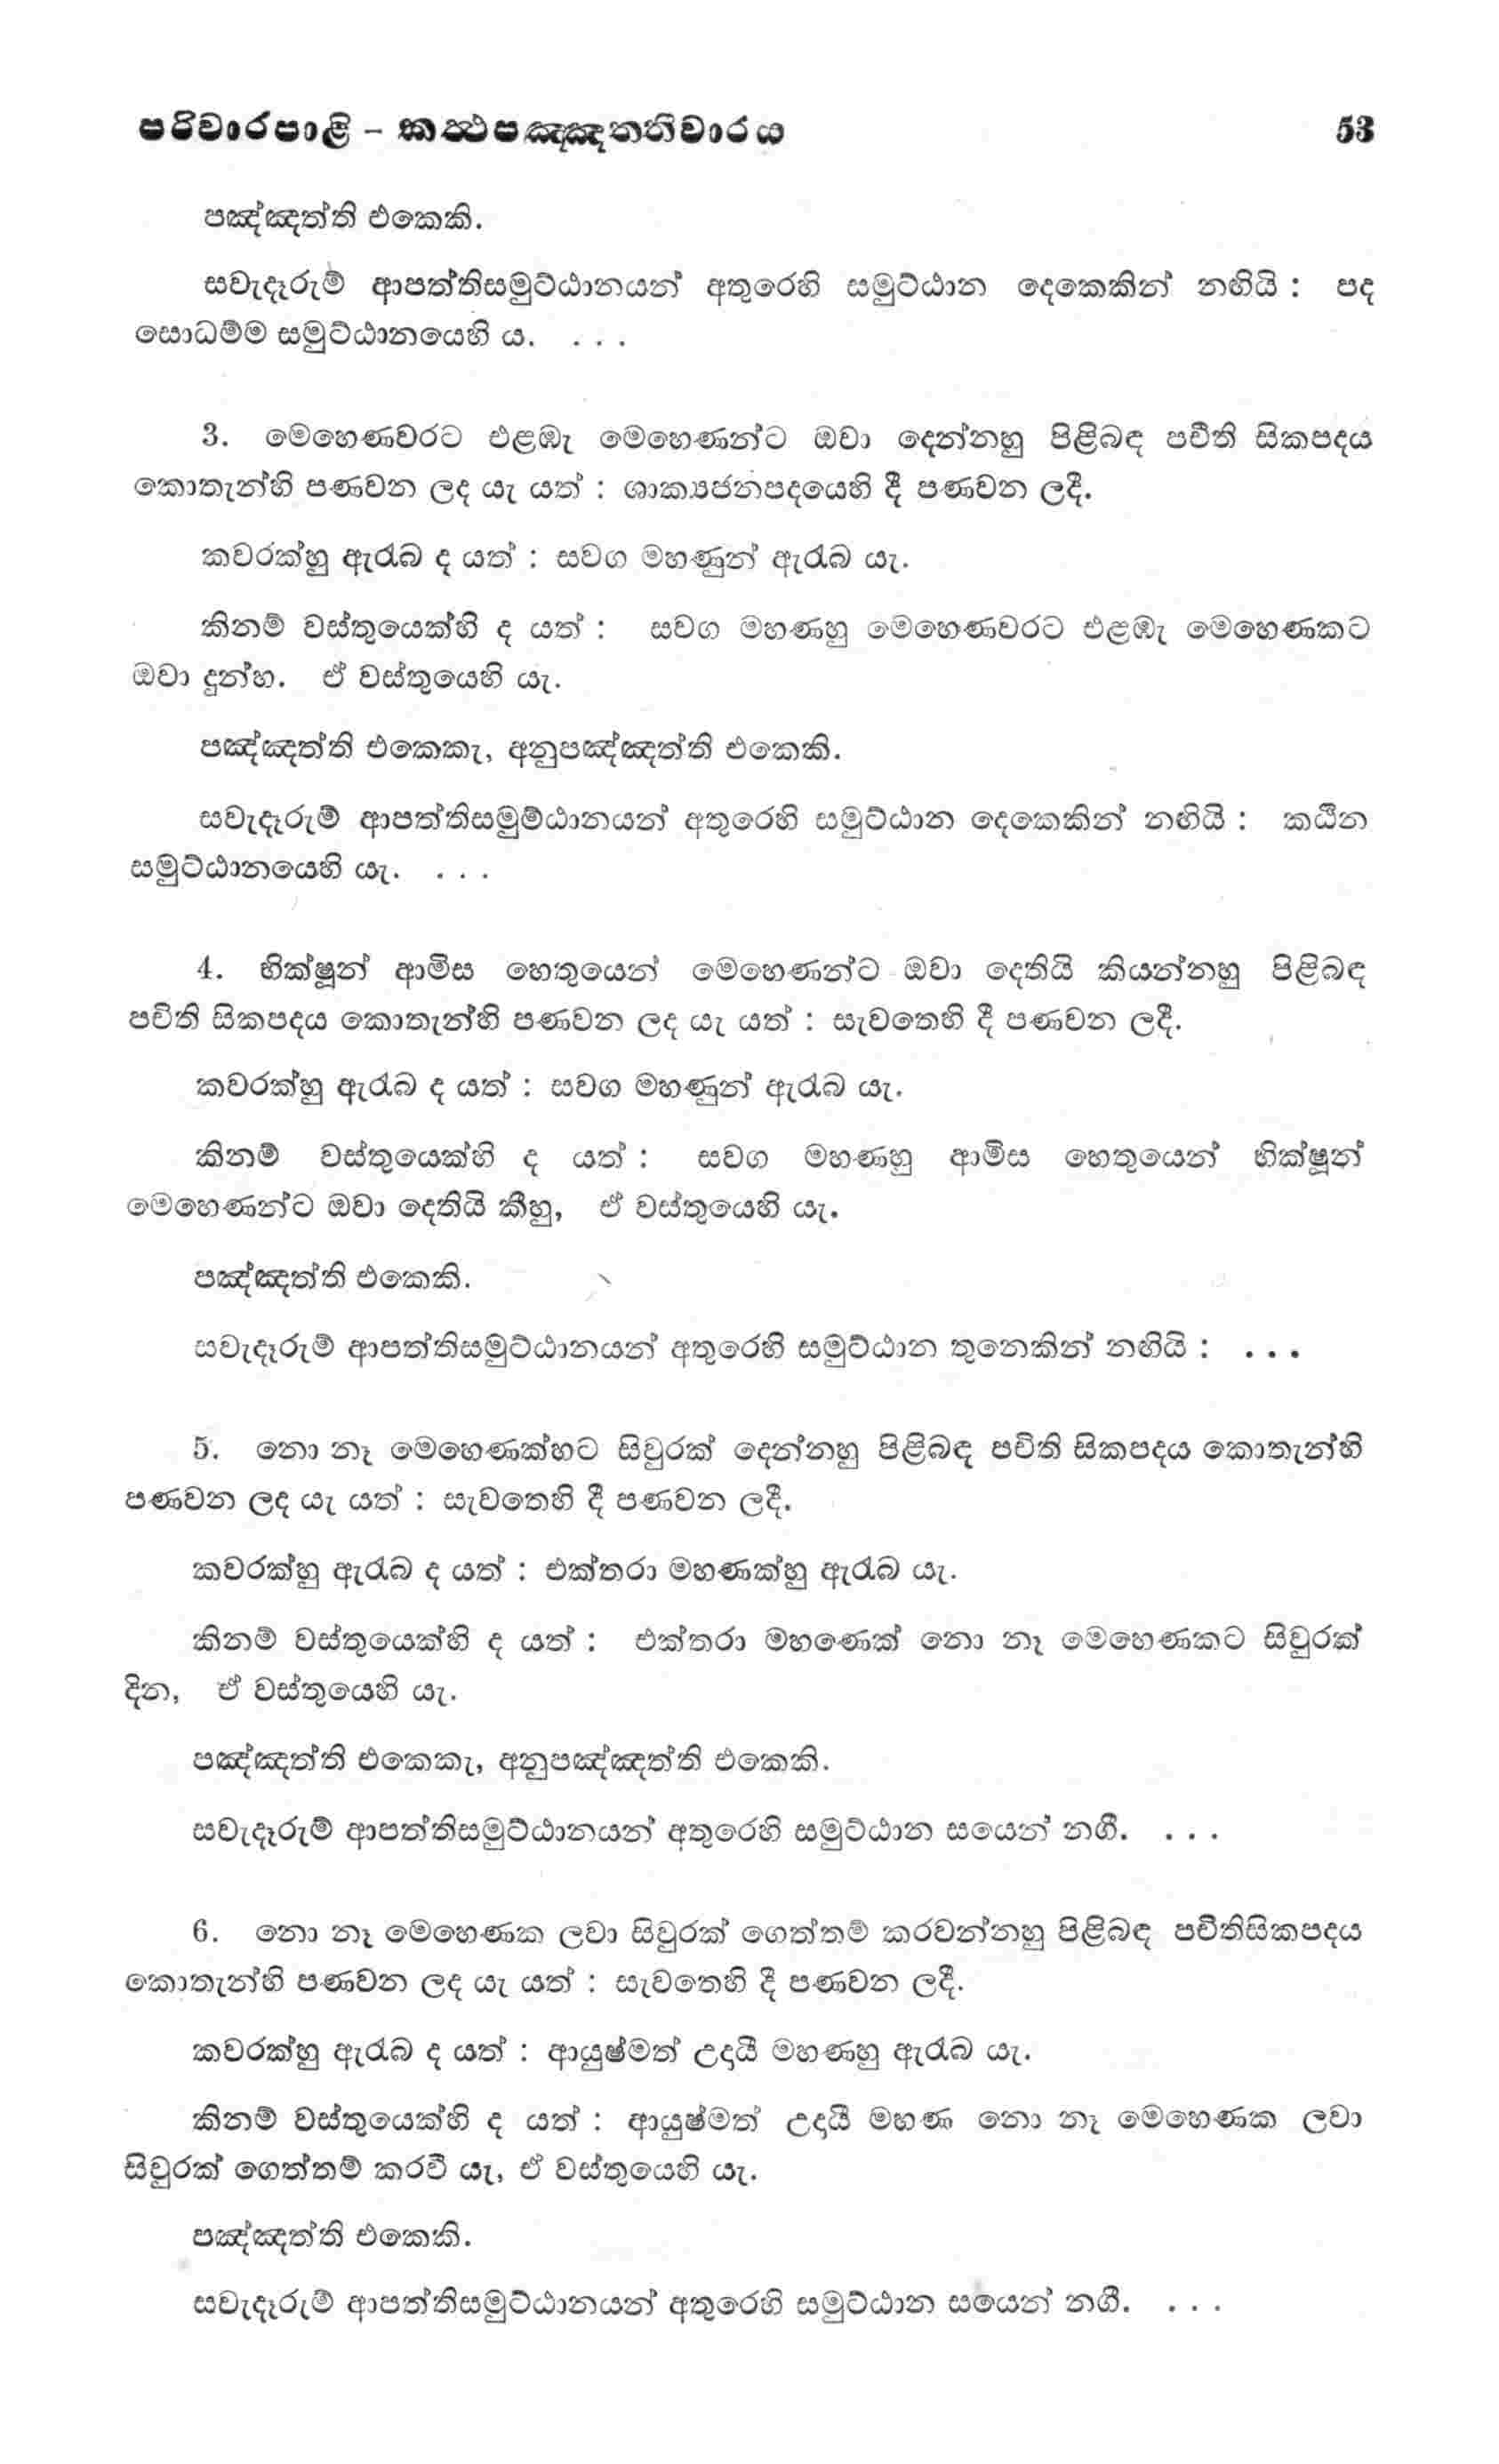 පරිවාරපාළි – කත්‍ථපඤ්ඤත්තිවාරය 53
පඤ්ඤත්ති එකෙකි.
සවැදෑරුම් ආපත්තිසමුට්ඨානයන් අතුරෙහි සමුට්ඨාන දෙකෙකින් නඟියි : පද
සොධම්ම සමුට්ඨානයෙහි ය. . . .
3. මෙහෙණවරට එළඹැ මෙහෙණන්ට ඔවා දෙන්නහු පිළිබඳ පචිති සිකපදය
කොතැන්හි පණවන ලද යැ යත් : ශාක්‍යජනපදයෙහි දී පණවන ලදී.
කවරක්හු ඇරැබ ද යත් : සවග මහණුන් ඇරැබ යැ.
කිනම් වස්තුයෙක්හි ද යත් : සවග මහණහු මෙහෙණවරට එළඹැ මෙහෙණකට
ඔවා දුන්හ. ඒ වස්තුයෙහි යැ.
පඤ්ඤත්ති එකෙකැ, අනුපඤ්ඤත්ති එකෙකි.
සවැදෑරුම් ආපත්තිසමුම්ඨානයන් අතුරෙහි සමුට්ඨාන දෙකෙකින් නඟියි : කඨින
සමුට්ඨානයෙහි යැ. . . .
4. භික්ෂූන් ආමිස හෙතුයෙන් මෙහෙණන්ට ඔවා දෙතියි කියන්නහු පිළිබඳ
පචිති සිකපදය කොතැන්හි පණවන ලද යැ යත් : සැවතෙහි දී පණවන ලදී.
කවරක්හු ඇරැබ ද යත් : සවග මහණුන් ඇරැබ යැ.
කිනම් වස්තුයෙක්හි ද යත් : සවග මහණහු ආමිස හෙතුයෙන් භික්ෂූන්
මෙහෙණන්ට ඔවා දෙතියි කීහු, ඒ වස්තුයෙහි යැ.
පඤ්ඤත්ති එකෙකි.
සවැදෑරුම් ආපත්තිසමුට්ඨානයන් අතුරෙහි සමුට්ඨාන තුනෙකින් නඟියි : . . .
5. නො නෑ මෙහෙණක්හට සිවුරක් දෙන්නහු පිළිබඳ පචිති සිකපදය කොතැන්හි
පණවන ලද යැ යත් : සැවතෙහි දී පණවන ලදී.
කවරක්හු ඇරැබ ද යත් : එක්තරා මහණක්හු ඇරැබ යැ.
කිනම් වස්තුයෙක්හි ද යත් : එක්තරා මහණෙක් නො නෑ මෙහෙණකට සිවුරක්
දින, ඒ වස්තුයෙහි යැ.
පඤ්ඤත්ති එකෙකැ, අනුපඤ්ඤත්ති එකෙකි.
සවැදෑරුම් ආපත්තිසමුට්ඨානයන් අතුරෙහි සමුට්ඨාන සයෙන් නගී. . . .
6. නො නෑ මෙහෙණක ලවා සිවුරක් ගෙත්තම් කරවන්නහු පිළිබඳ පචිතිසිකපදය
කොතැන්හි පණවන ලද යැ යත් : සැවතෙහි දී පණවන ලදී.
කවරක්හු ඇරැබ ද යත් : ආයුෂ්මත් උදායී මහණහු ඇරැබ යැ.
කිනම් වස්තුයෙක්හි ද යත් : ආයුෂ්මත් උදායී මහණ නො නෑ මෙහෙණක ලවා
සිවුරක් ගෙත්තම් කරවී යැ, ඒ වස්තුයෙහි යැ.
පඤ්ඤත්ති එකෙකි.
සවැදෑරුම් ආපත්තිසමුට්ඨානයන් අතුරෙහි සමුට්ඨාන සයෙන් නගී. . . .